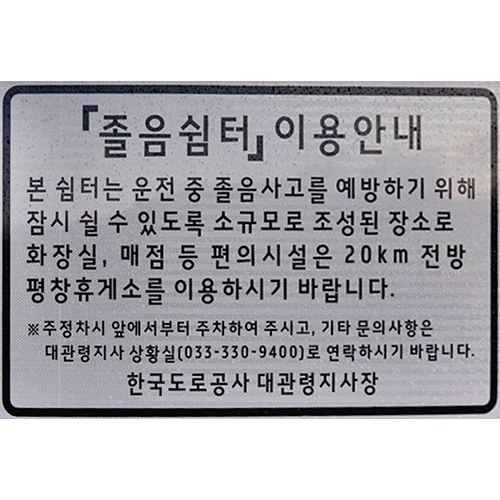 「졸음쉼터」 이용안내
본 쉼터는 운전 중 졸음사고를 예방하기 위해
잠시 쉴 수 있도록 소규모로 조성된 장소로
화장실, 매점 등 편의시설은 20km 전방
평창휴게소를 이용하시기 바랍니다.
※주정차시 앞에서부터 주차하여 주시고, 기타 문의사항은
대관령지사 상황실(033-330-9400)로 연락하시기 바랍니다.
한국도로공사 대관령지사장